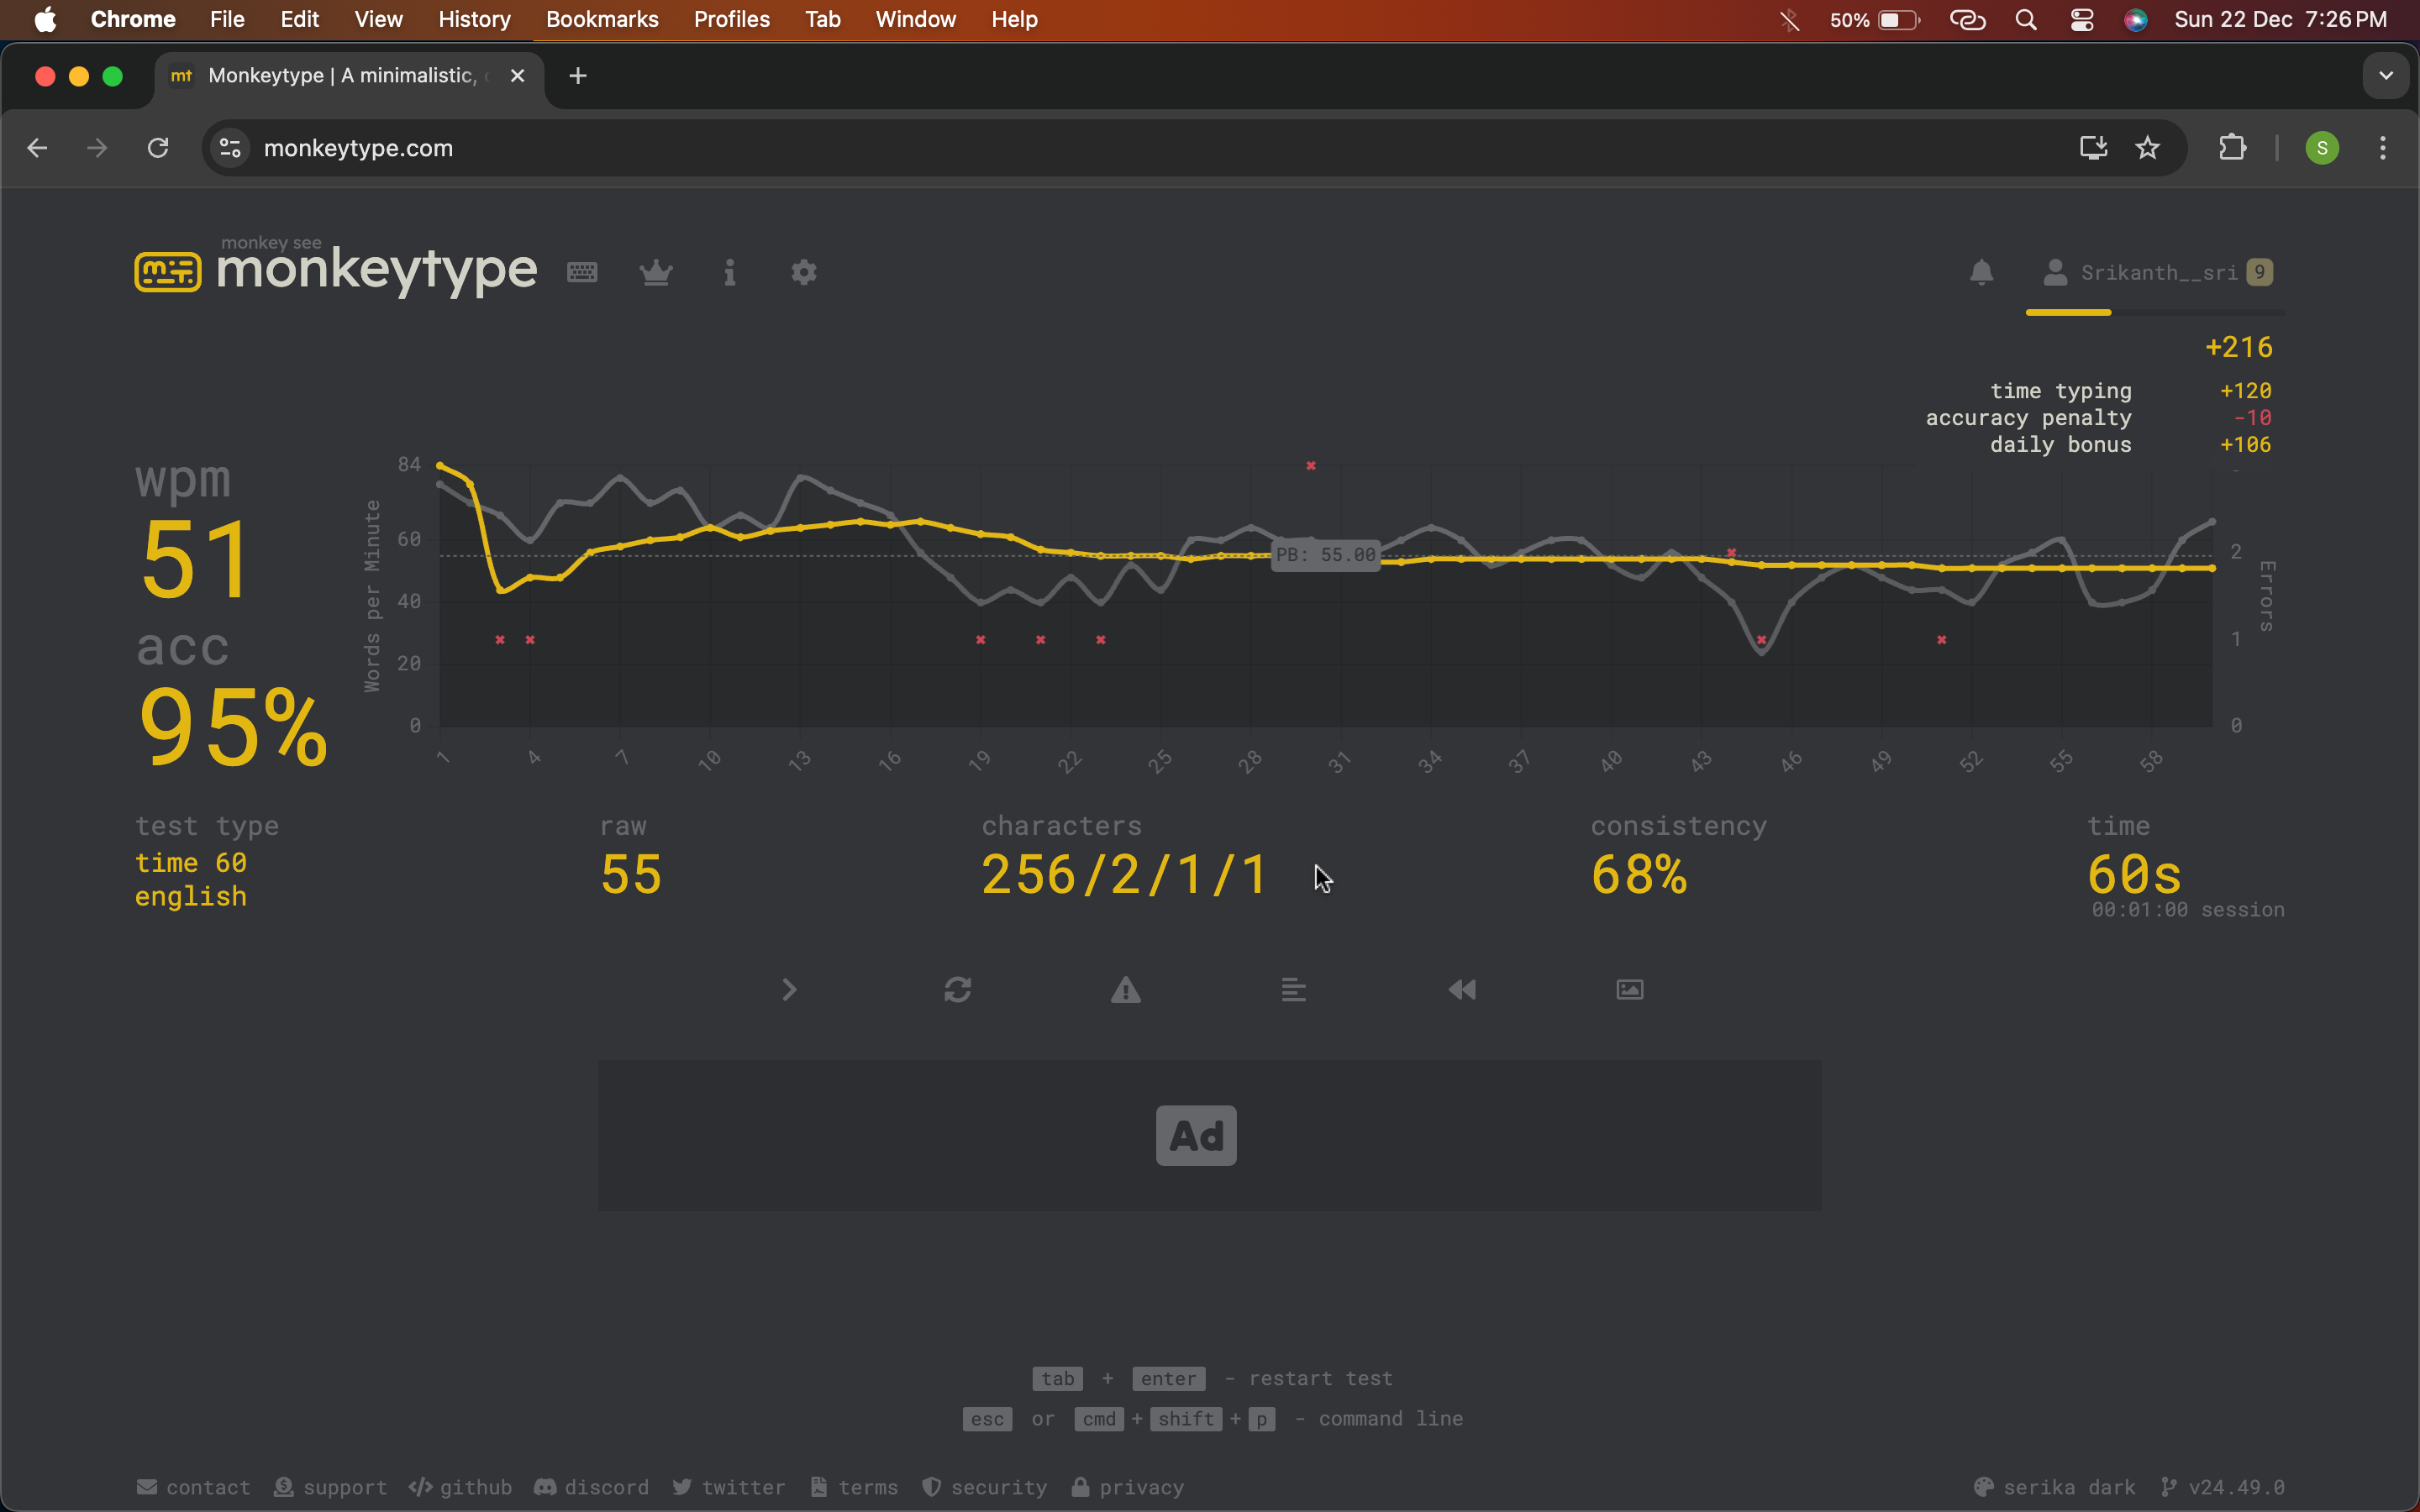 Chrome File Edit View History Bookmarks Profiles Tab Window Help 50% Sun 22 Dec 7:26 PM
mt Monkeytype | A minimalistic,
monkeytype.com S
monkey see
mt monkeytype Srikanth__sri 9
+216
time typing +120
accuracy penalty -10
daily bonus +106
wpm
51
acc
95%
Words per Minute
84
60
40
20
0
PB: 55.00
2
1
0
Errors
1 4 7 10 13 16 19 22 25 28 31 34 37 40 43 46 49 52 55 58
test type
time 60
english
raw
55
characters
256/2/1/1
consistency
68%
time
60s
00:01:00 session
Ad
tab + enter - restart test
esc or cmd + shift + p - command line
contact support github discord twitter terms security privacy serika dark v24.49.0